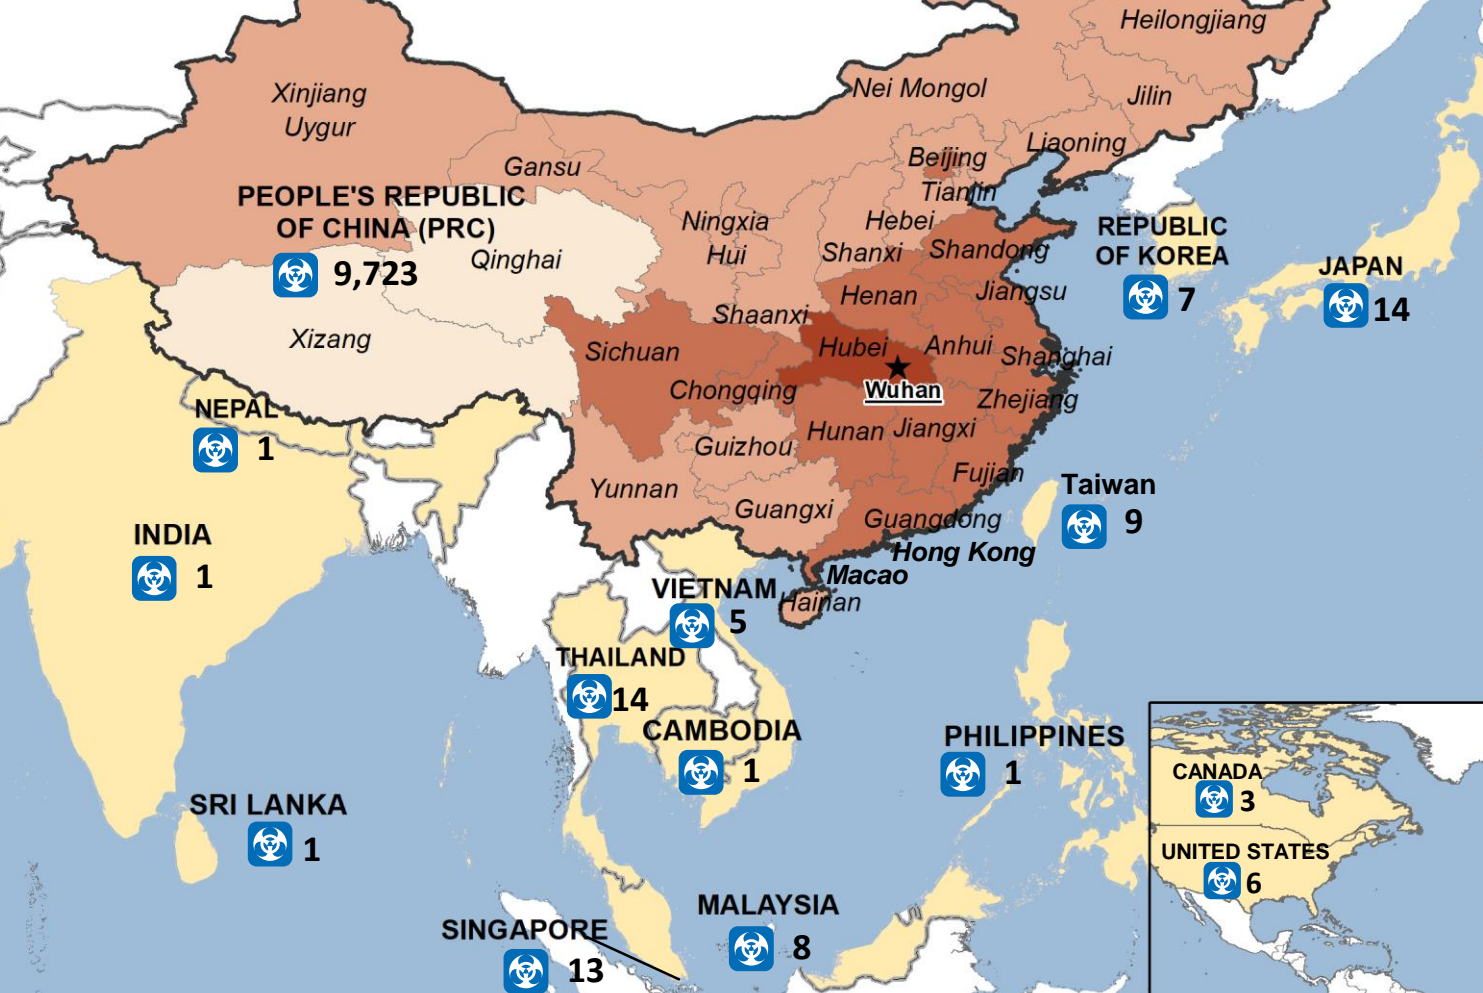 Heilongjiang
Nei Mongol
Xinjiang
Uygur
Jilin
Liaoning
Beijing
Gansu
Tianjin
PEOPLE'S REPUBLIC
OF CHINA (PRC)
9,723
Ningxia
Hui
Hebei
Shanxi
Shandong
REPUBLIC
OF KOREA
7
JAPAN
14
Qinghai
Henan
Jiangsu
Shaanxi
Xizang
Sichuan
Hubei
Anhui
Shanghai
Chongqing
Wuhan
Zhejiang
NEPAL
1
Guizhou
Hunan
Jiangxi
Fujian
Yunnan
Guangxi
Guangdong
Taiwan
9
INDIA
1
Hong Kong
Macao
Hainan
VIETNAM
5
THAILAND
14
CAMBODIA
1
PHILIPPINES
1
CANADA
3
UNITED STATES
6
SRI LANKA
1
MALAYSIA
8
SINGAPORE
13